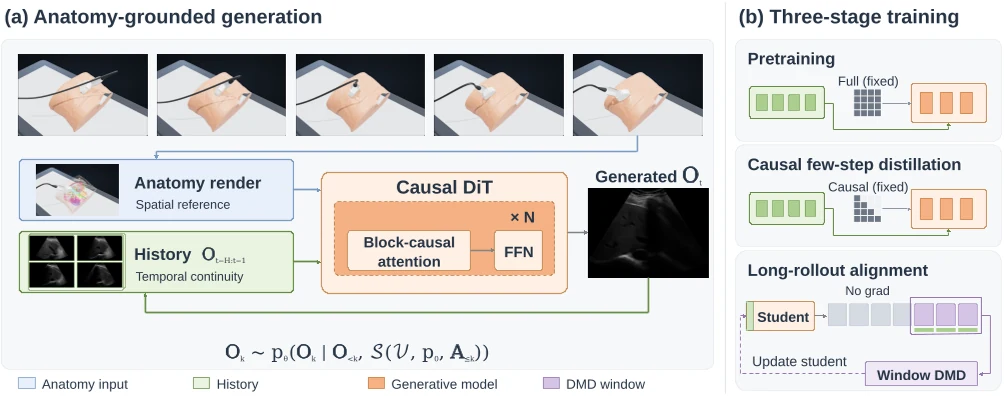 (a) Anatomy-grounded generation
Anatomy render
Spatial reference
History O_{t−H:t−1}
Temporal continuity
Causal DiT
× N
Block-causal
attention
FFN
Generated O_t
O_k ∼ p_θ(O_k | O_{<k}, 𝒮(𝒱, p_0, A_{≤k}))
Anatomy input
History
Generative model
DMD window
(b) Three-stage training
Pretraining
Full (fixed)
Causal few-step distillation
Causal (fixed)
Long-rollout alignment
No grad
Student
Update student
Window DMD